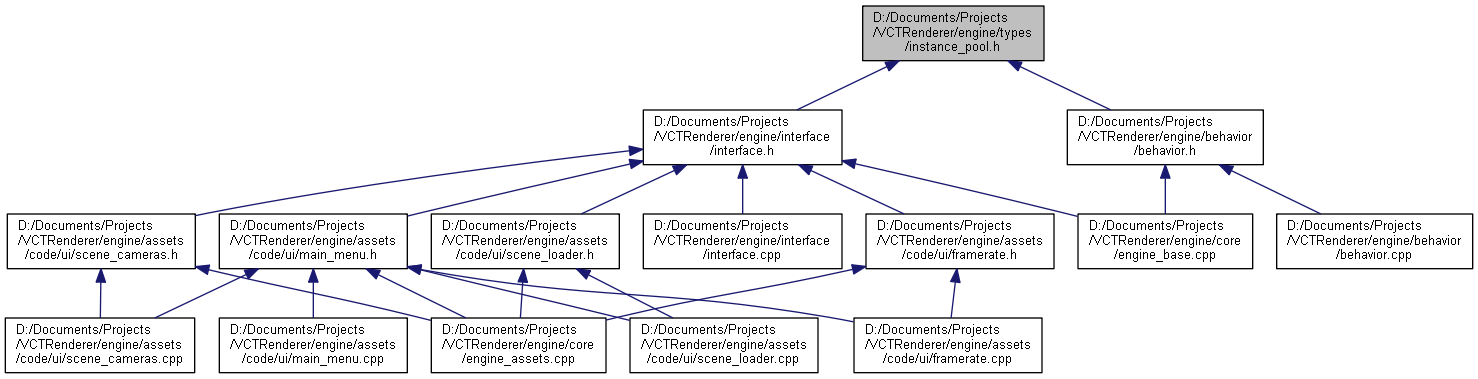 D:/Documents/Projects
/VCTRenderer/engine/types
/instance_pool.h
D:/Documents/Projects
/VCTRenderer/engine/interface
/interface.h
D:/Documents/Projects
/VCTRenderer/engine/behavior
/behavior.h
D:/Documents/Projects
/VCTRenderer/engine/assets
/code/ui/scene_cameras.h
D:/Documents/Projects
/VCTRenderer/engine/assets
/code/ui/main_menu.h
D:/Documents/Projects
/VCTRenderer/engine/assets
/code/ui/scene_loader.h
D:/Documents/Projects
/VCTRenderer/engine/interface
/interface.cpp
D:/Documents/Projects
/VCTRenderer/engine/assets
/code/ui/framerate.h
D:/Documents/Projects
/VCTRenderer/engine/core
/engine_base.cpp
D:/Documents/Projects
/VCTRenderer/engine/behavior
/behavior.cpp
D:/Documents/Projects
/VCTRenderer/engine/assets
/code/ui/scene_cameras.cpp
D:/Documents/Projects
/VCTRenderer/engine/assets
/code/ui/main_menu.cpp
D:/Documents/Projects
/VCTRenderer/engine/core
/engine_assets.cpp
D:/Documents/Projects
/VCTRenderer/engine/assets
/code/ui/scene_loader.cpp
D:/Documents/Projects
/VCTRenderer/engine/assets
/code/ui/framerate.cpp